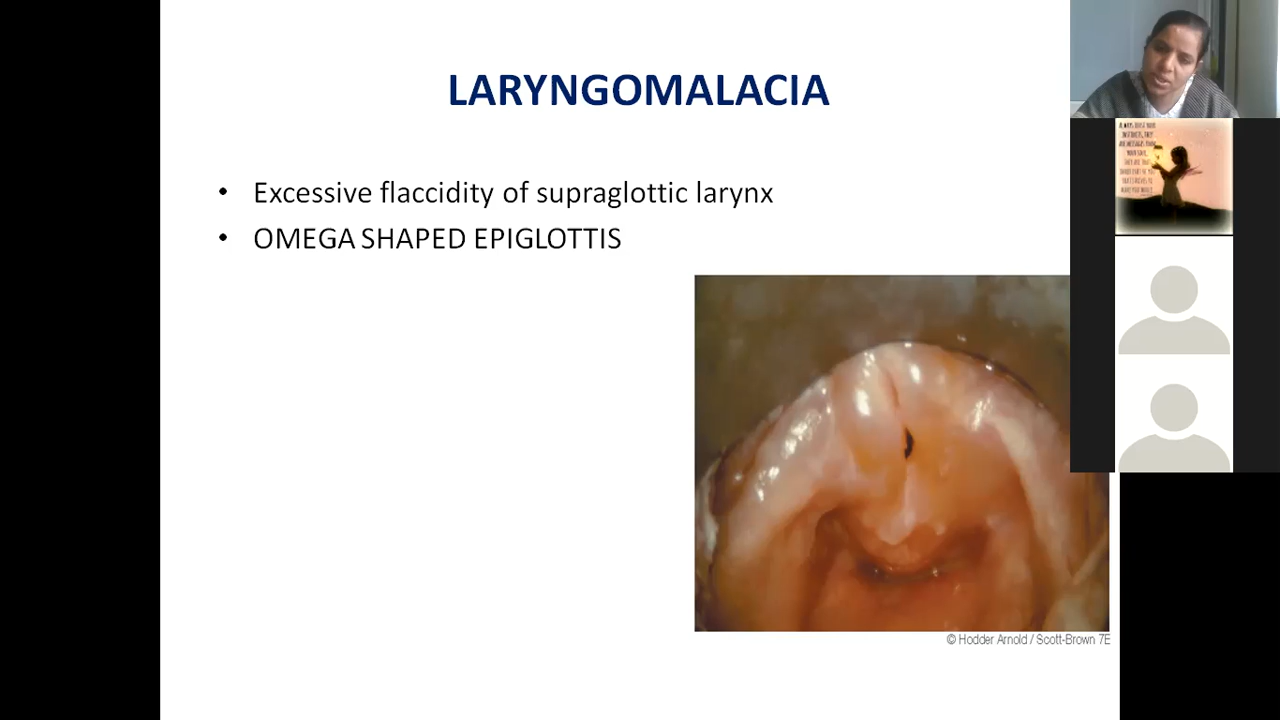 LARYNGOMALACIA
• Excessive flaccidity of supraglottic larynx
• OMEGA SHAPED EPIGLOTTIS
© Hodder Arnold / Scott-Brown 7E